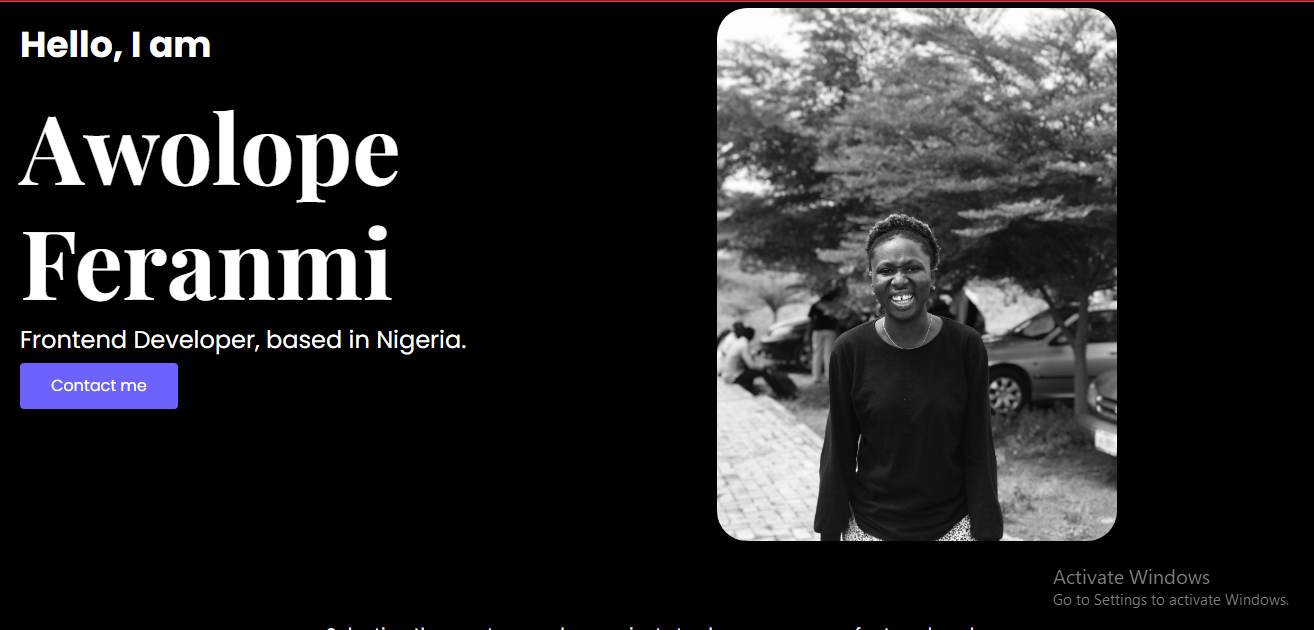 Hello, I am
Awolope
Feranmi
Frontend Developer, based in Nigeria.
Contact me
Activate Windows
Go to Settings to activate Windows.